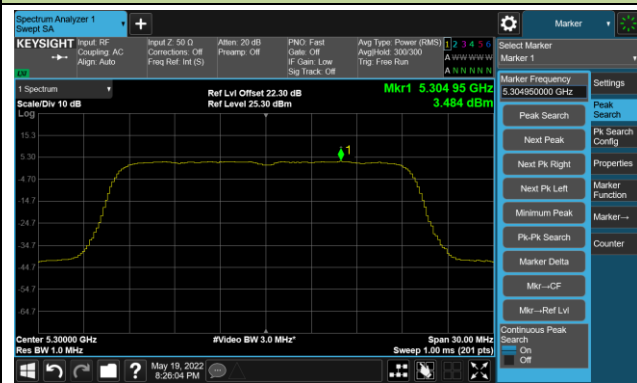 Spectrum Analyzer 1
Swept SA
+
Marker
KEYSIGHT
Input: RF
Coupling: AC
Align: Auto
Input Z: 50 Ω
Corrections: Off
Freq Ref: Int (S)
Atten: 20 dB
Preamp: Off
PNO: Fast
Gate: Off
IF Gain: Low
Sig Track: Off
Avg Type: Power (RMS)
Avg|Hold: 300/300
Trig: Free Run
1 2 3 4 5 6
A W W W W W
A N N N N N
Select Marker
Marker 1
1 Spectrum
Scale/Div 10 dB
Log
Ref Lvl Offset 22.30 dB
Ref Level 25.30 dBm
Mkr1 5.304 95 GHz
3.484 dBm
15.3
5.30
-4.70
-14.7
-24.7
-34.7
-44.7
-54.7
-64.7
1
Center 5.30000 GHz
Res BW 1.0 MHz
#Video BW 3.0 MHz*
Span 30.00 MHz
Sweep 1.00 ms (201 pts)
Marker Frequency
5.304950000 GHz
Peak Search
Next Peak
Next Pk Right
Next Pk Left
Minimum Peak
Pk-Pk Search
Marker Delta
Mkr→CF
Mkr→Ref Lvl
Continuous Peak
Search
On
Off
Settings
Peak
Search
Pk Search
Config
Properties
Marker
Function
Marker→
Counter
?
May 19, 2022
8:26:04 PM